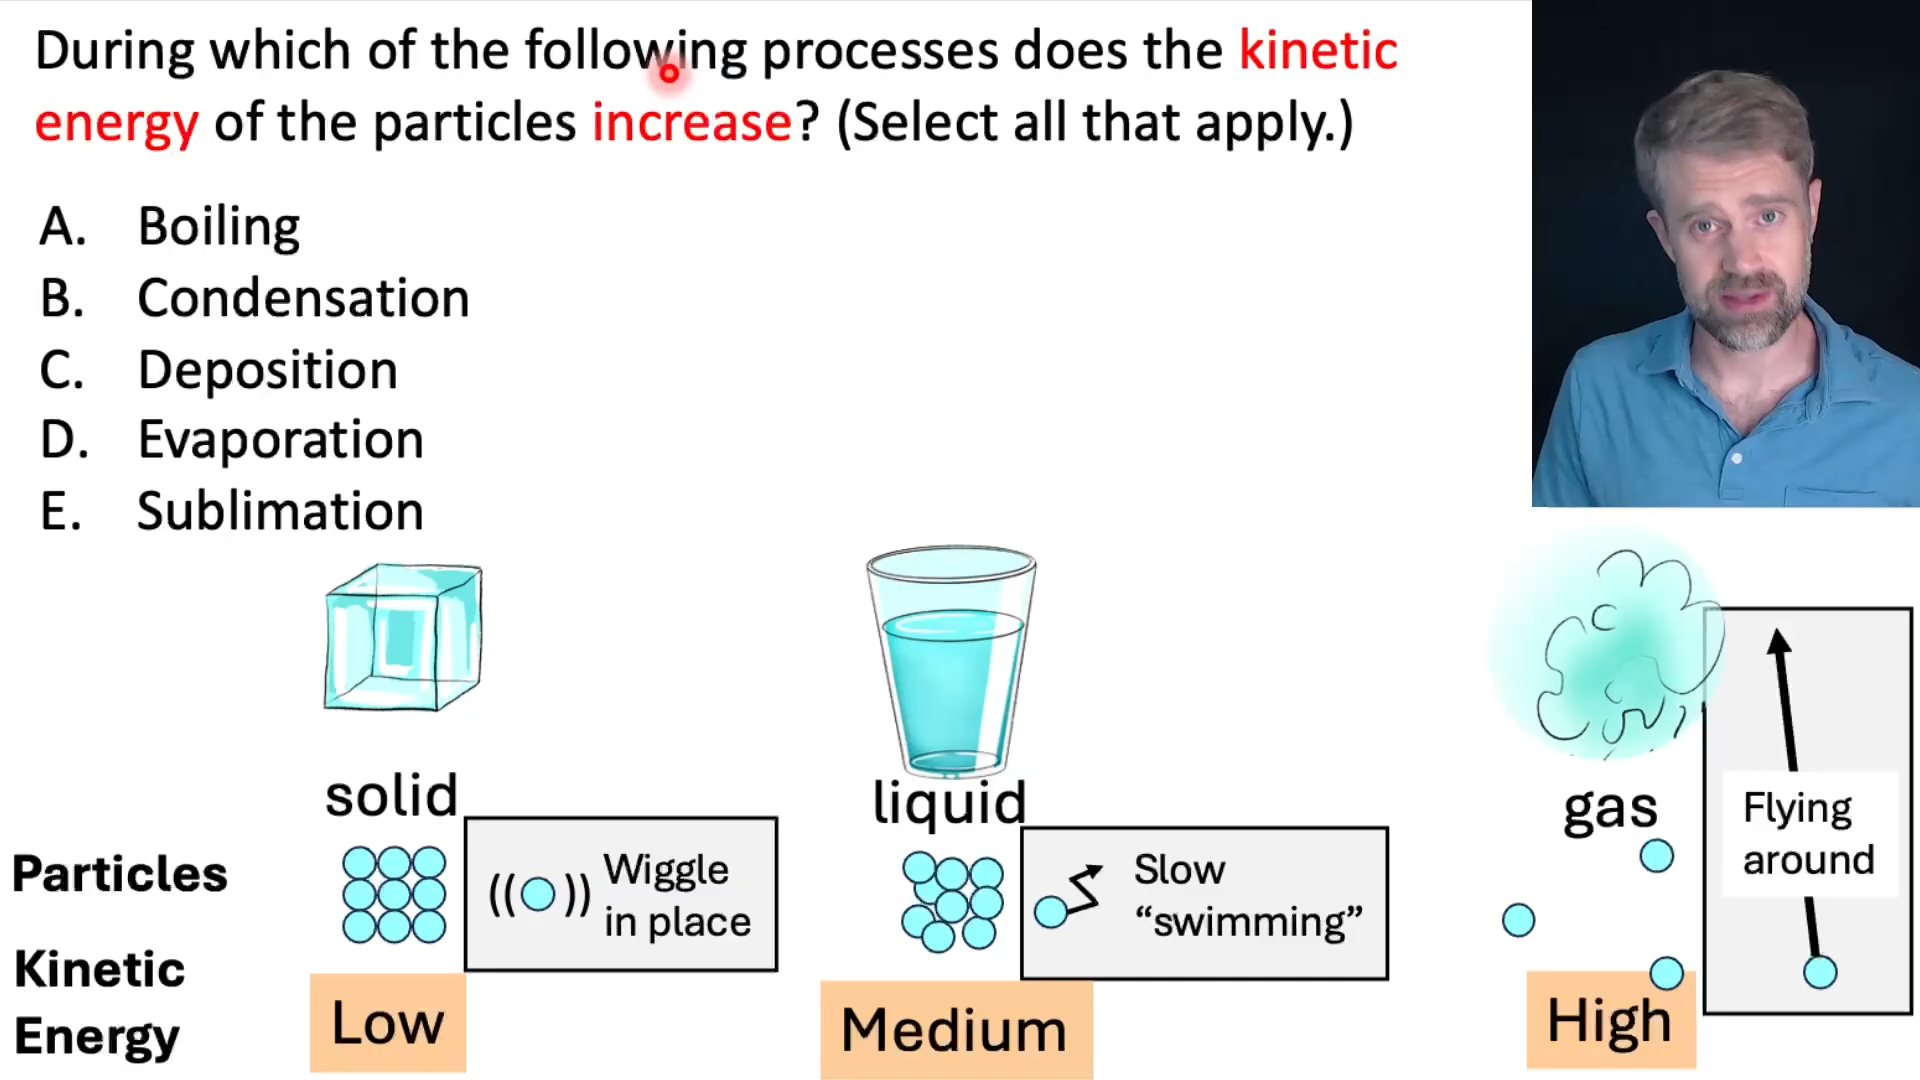 During which of the following processes does the kinetic
energy of the particles increase? (Select all that apply.)
A. Boiling
B. Condensation
C. Deposition
D. Evaporation
E. Sublimation
solid
liquid
gas
Particles
((  )) Wiggle
in place
Slow
“swimming”
Flying
around
Kinetic
Energy
Low
Medium
High